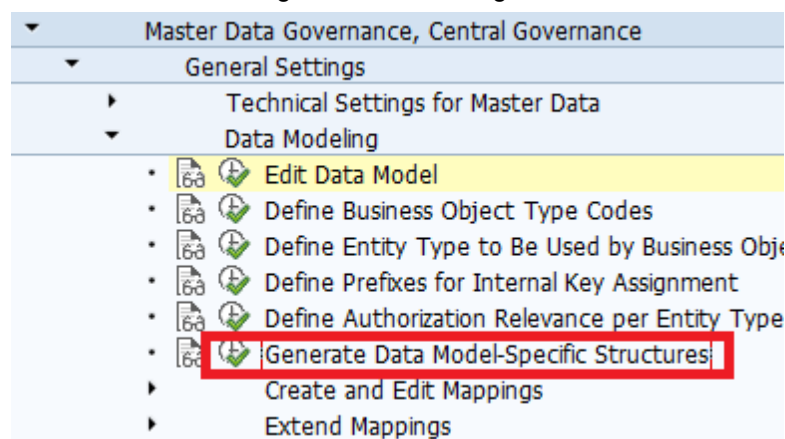 Master Data Governance, Central Governance
General Settings
Technical Settings for Master Data
Data Modeling
Edit Data Model
Define Business Object Type Codes
Define Entity Type to Be Used by Business Obje
Define Prefixes for Internal Key Assignment
Define Authorization Relevance per Entity Type
Generate Data Model-Specific Structures
Create and Edit Mappings
Extend Mappings